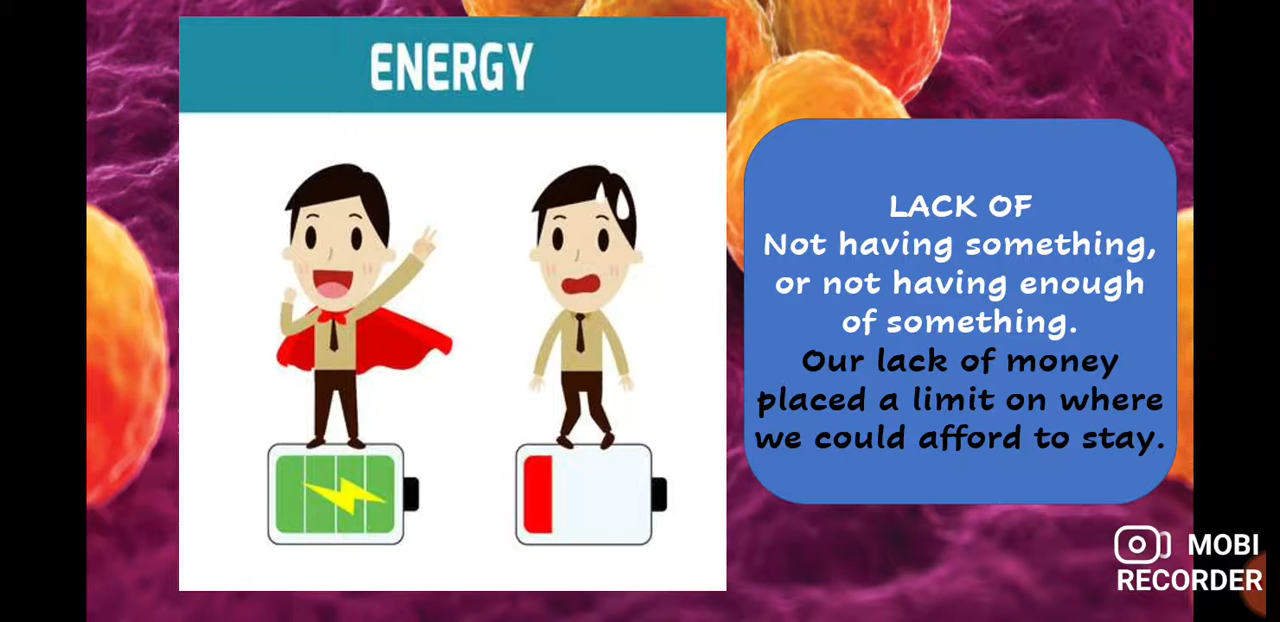 ENERGY
LACK OF
Not having something,
or not having enough
of something.
Our lack of money
placed a limit on where
we could afford to stay.
MOBI
RECORDER